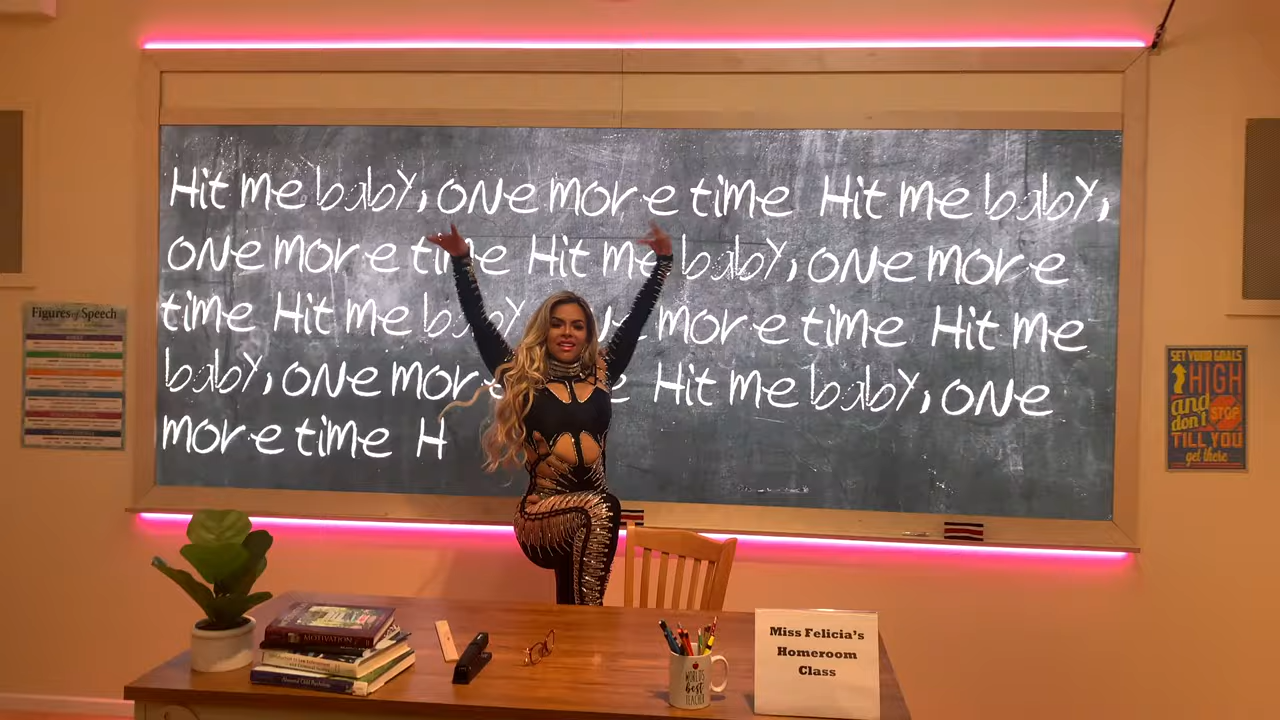 Hit me baby, one more time Hit me baby,
one more time Hit me baby, one more
time Hit me baby, one more time Hit me
baby, one more Hit me baby, one
more time H
Figures of Speech
SET YOUR GOALS
HIGH
and
don't STOP
TILL YOU
get there
MOTIVATION
WORLD'S
best
TEACHER
Miss Felicia's
Homeroom
Class